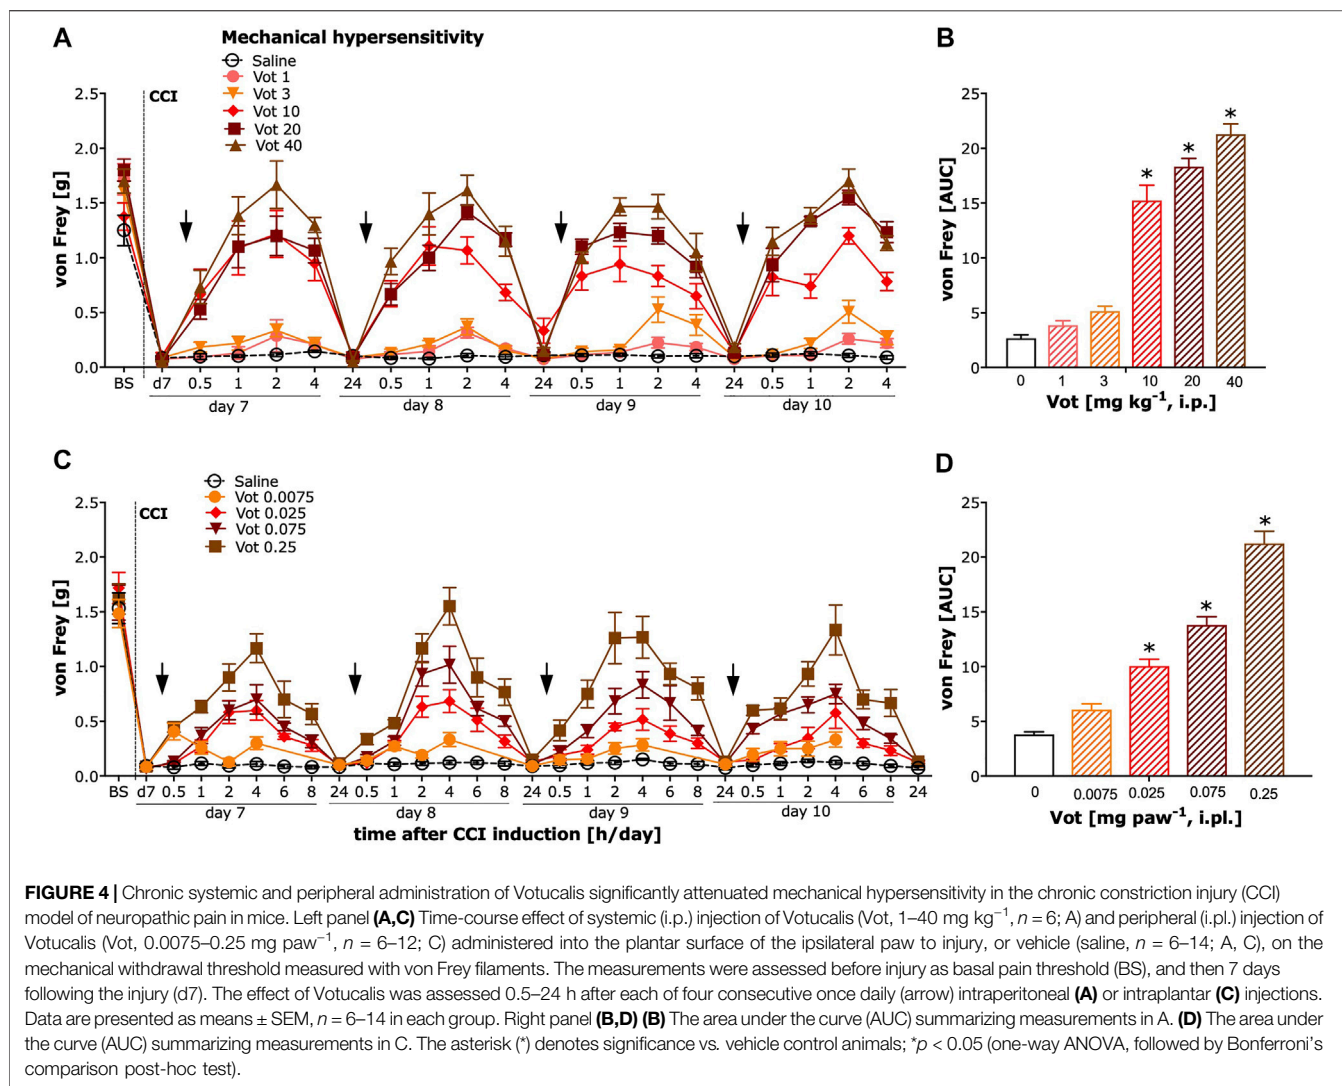 A
Mechanical hypersensitivity
Saline
Vot 1
Vot 3
Vot 10
Vot 20
Vot 40
CCI
von Frey [g]
2.5
2.0
1.5
1.0
0.5
0.0
BS d7 0.5 1 2 4 24 0.5 1 2 4 24 0.5 1 2 4 24 0.5 1 2 4
day 7 day 8 day 9 day 10
B
von Frey [AUC]
25
20
15
10
5
0
* * *
0 1 3 10 20 40
Vot [mg kg⁻¹, i.p.]
C
Saline
Vot 0.0075
Vot 0.025
Vot 0.075
Vot 0.25
CCI
von Frey [g]
2.5
2.0
1.5
1.0
0.5
0.0
BS d7 0.5 1 2 4 6 8 24 0.5 1 2 4 6 8 24 0.5 1 2 4 6 8 24 0.5 1 2 4 6 8 24
day 7 day 8 day 9 day 10
time after CCI induction [h/day]
D
von Frey [AUC]
25
20
15
10
5
0
* * *
0 0.0075 0.025 0.075 0.25
Vot [mg paw⁻¹, i.pl.]
FIGURE 4 | Chronic systemic and peripheral administration of Votucalis significantly attenuated mechanical hypersensitivity in the chronic constriction injury (CCI)
model of neuropathic pain in mice. Left panel (A,C) Time-course effect of systemic (i.p.) injection of Votucalis (Vot, 1–40 mg kg⁻¹, n = 6; A) and peripheral (i.pl.) injection of
Votucalis (Vot, 0.0075–0.25 mg paw⁻¹, n = 6–12; C) administered into the plantar surface of the ipsilateral paw to injury, or vehicle (saline, n = 6–14; A, C), on the
mechanical withdrawal threshold measured with von Frey filaments. The measurements were assessed before injury as basal pain threshold (BS), and then 7 days
following the injury (d7). The effect of Votucalis was assessed 0.5–24 h after each of four consecutive once daily (arrow) intraperitoneal (A) or intraplantar (C) injections.
Data are presented as means ± SEM, n = 6–14 in each group. Right panel (B,D) (B) The area under the curve (AUC) summarizing measurements in A. (D) The area under
the curve (AUC) summarizing measurements in C. The asterisk (*) denotes significance vs. vehicle control animals; *p < 0.05 (one-way ANOVA, followed by Bonferroni’s
comparison post-hoc test).